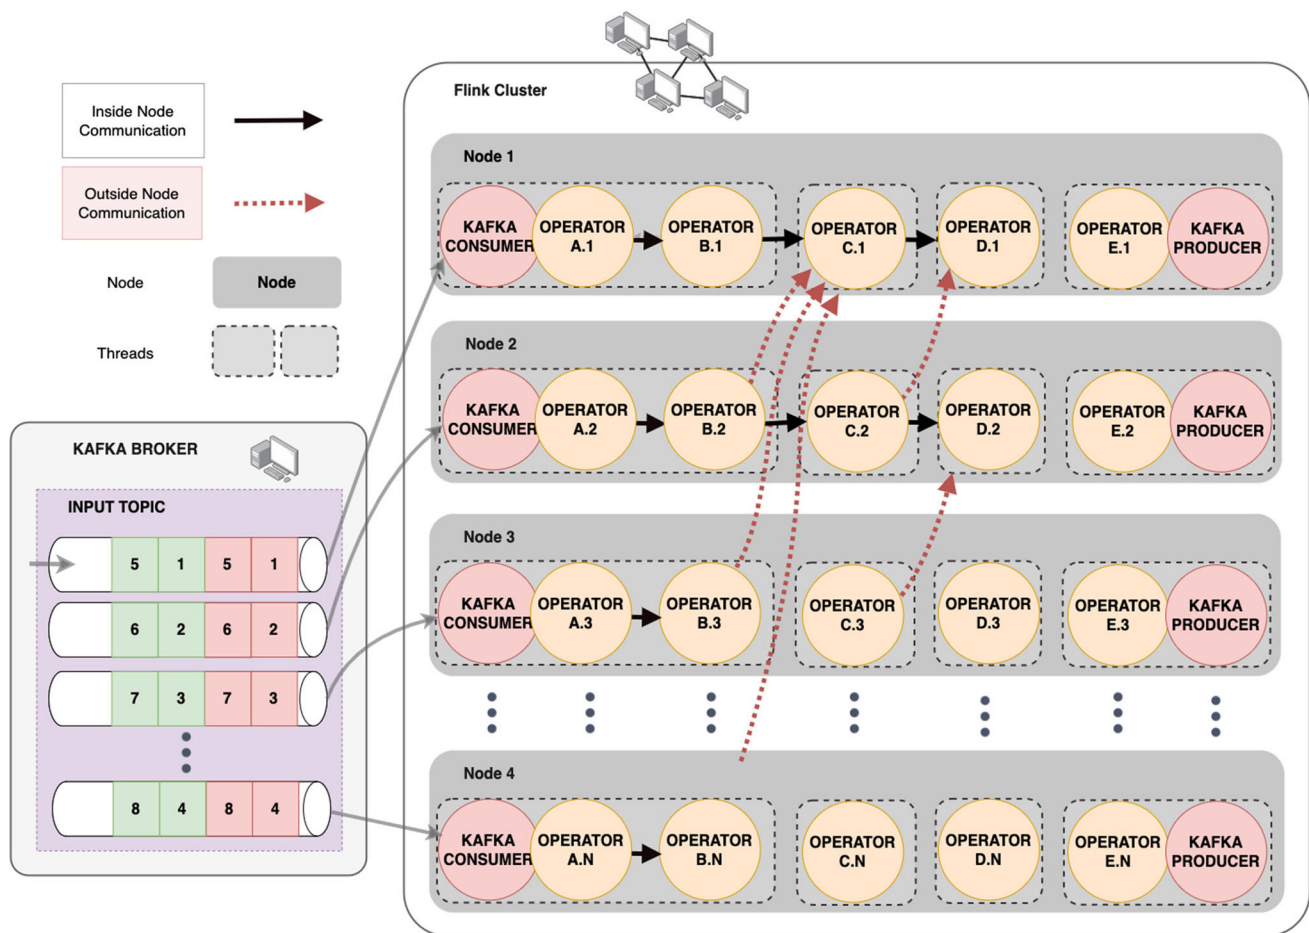 Inside Node
Communication
Outside Node
Communication
Node
Node
Threads
KAFKA BROKER
INPUT TOPIC
5 1 5 1
6 2 6 2
7 3 7 3
8 4 8 4
Flink Cluster
Node 1
KAFKA
CONSUMER
OPERATOR
A.1
OPERATOR
B.1
OPERATOR
C.1
OPERATOR
D.1
OPERATOR
E.1
KAFKA
PRODUCER
Node 2
KAFKA
CONSUMER
OPERATOR
A.2
OPERATOR
B.2
OPERATOR
C.2
OPERATOR
D.2
OPERATOR
E.2
KAFKA
PRODUCER
Node 3
KAFKA
CONSUMER
OPERATOR
A.3
OPERATOR
B.3
OPERATOR
C.3
OPERATOR
D.3
OPERATOR
E.3
KAFKA
PRODUCER
Node 4
KAFKA
CONSUMER
OPERATOR
A.N
OPERATOR
B.N
OPERATOR
C.N
OPERATOR
D.N
OPERATOR
E.N
KAFKA
PRODUCER